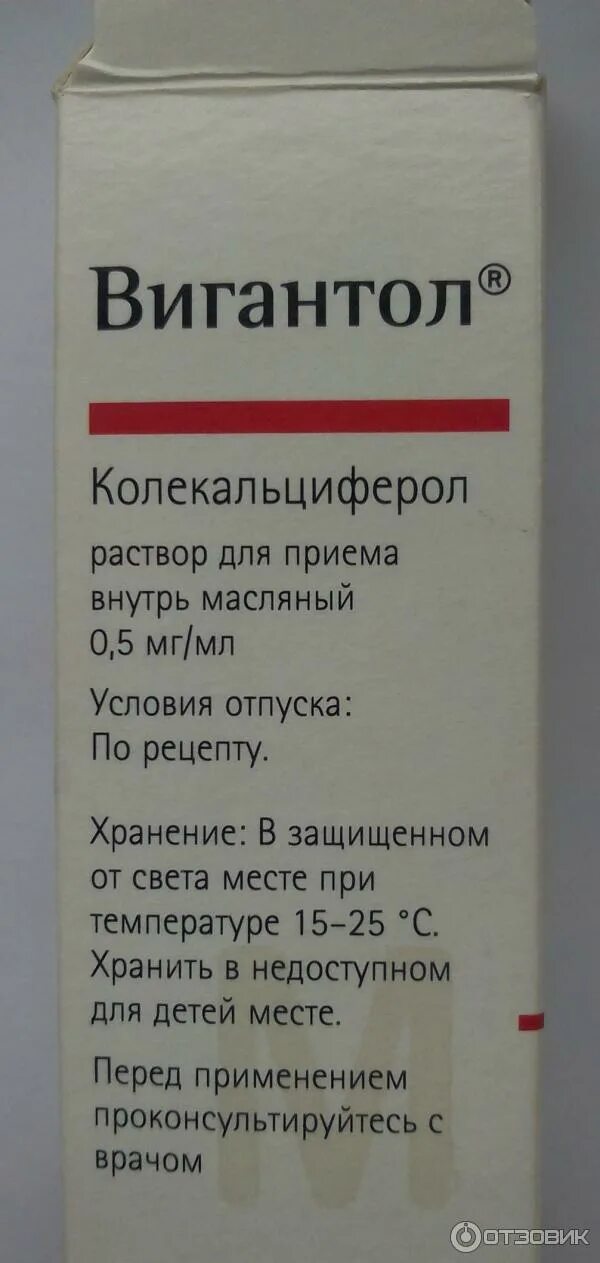 Вигантол®
Колекальциферол
раствор для приема
внутрь масляный
0,5 мг/мл
Условия отпуска:
По рецепту.
Хранение: В защищенном
от света месте при
температуре 15–25 °C.
Хранить в недоступном
для детей месте.
Перед применением
проконсультируйтесь с
врачом
М
ОТЗОВИК